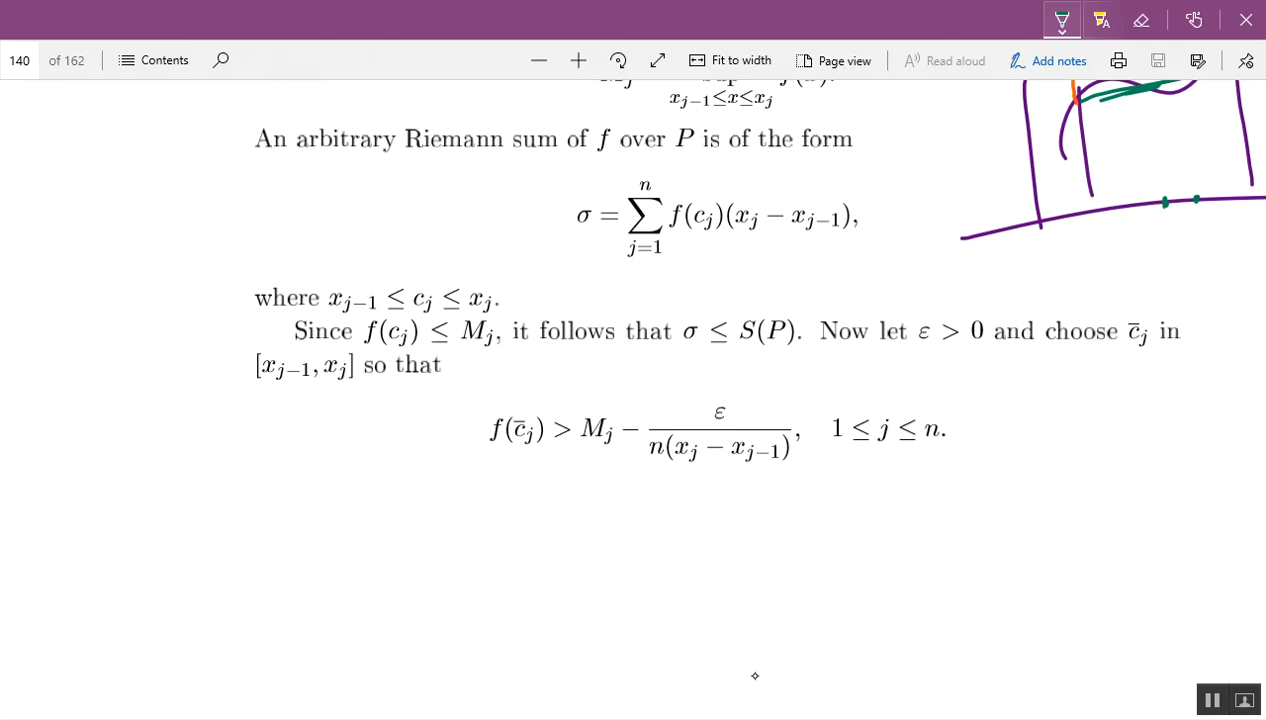 140 of 162 Contents Fit to width Page view Read aloud Add notes
x_{j−1}≤x≤x_j
An arbitrary Riemann sum of f over P is of the form
σ = ∑_{j=1}^{n} f(c_j)(x_j − x_{j−1}),
where x_{j−1} ≤ c_j ≤ x_j.
Since f(c_j) ≤ M_j, it follows that σ ≤ S(P). Now let ε > 0 and choose c̄_j in
[x_{j−1}, x_j] so that
f(c̄_j) > M_j − ε / n(x_j − x_{j−1}), 1 ≤ j ≤ n.